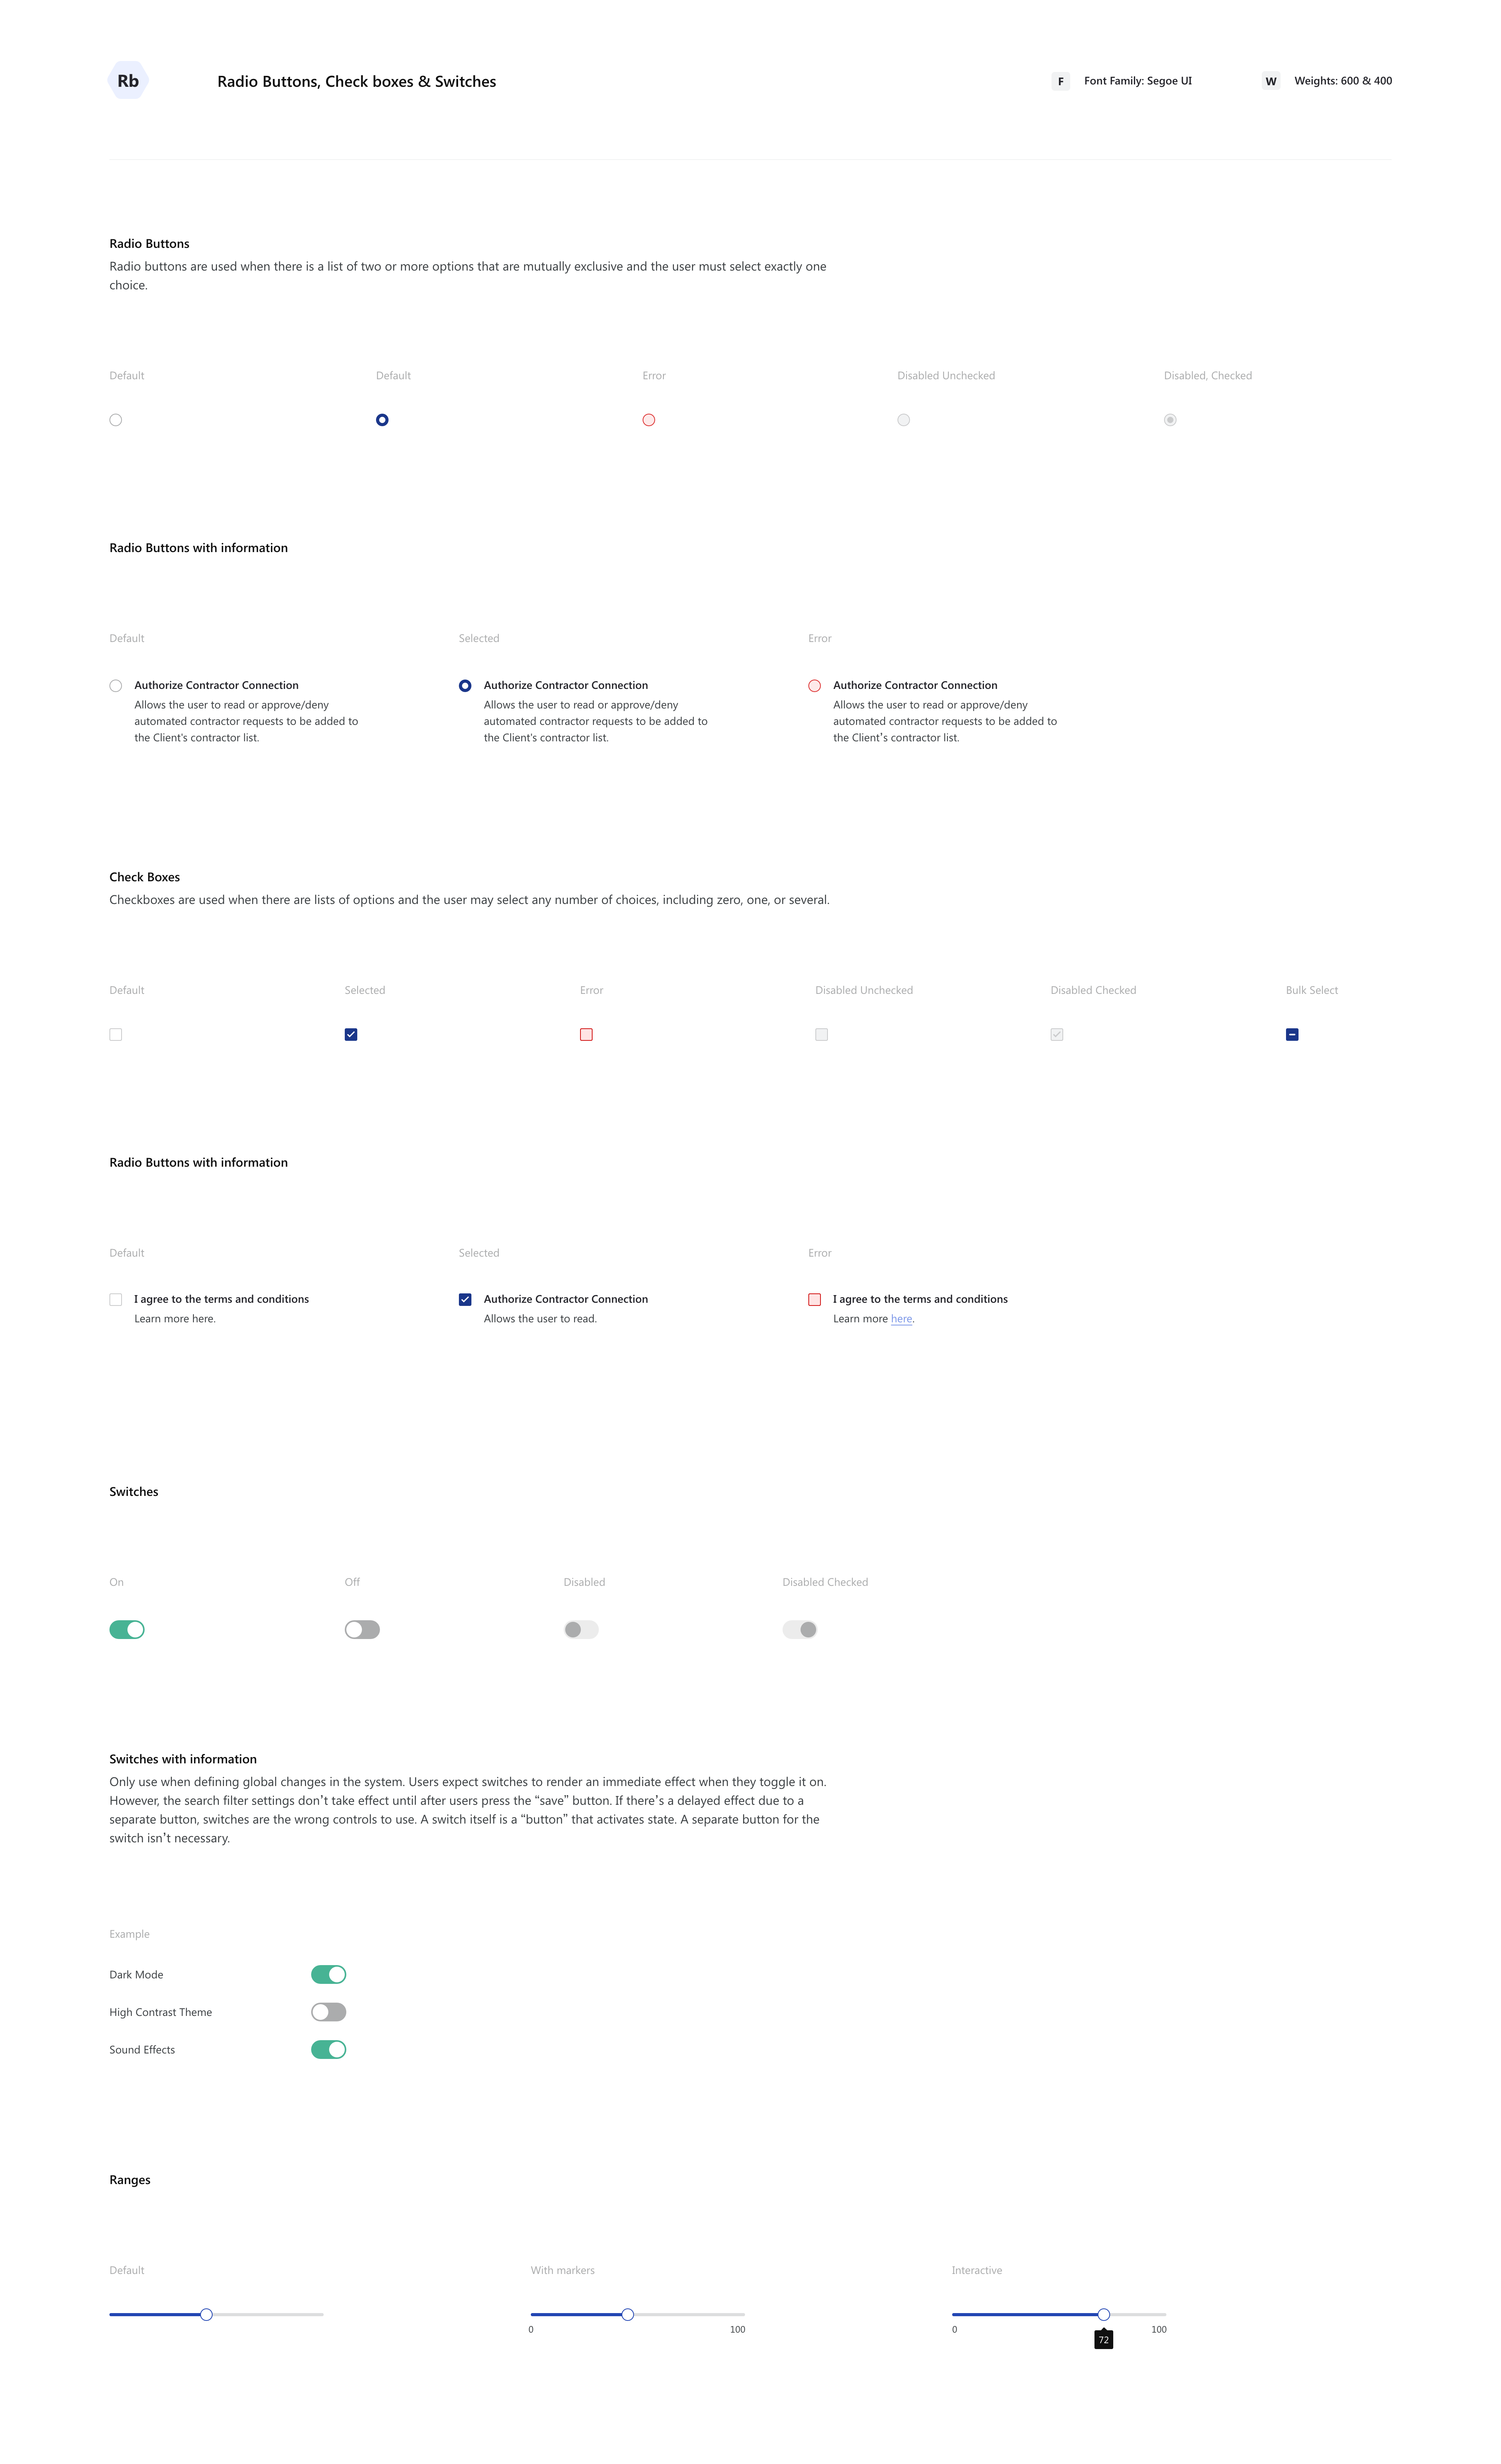 Rb
Radio Buttons, Check boxes & Switches
F
Font Family: Segoe UI
W
Weights: 600 & 400
Radio Buttons
Radio buttons are used when there is a list of two or more options that are mutually exclusive and the user must select exactly one
choice.
Default
Default
Error
Disabled Unchecked
Disabled, Checked
Radio Buttons with information
Default
Selected
Error
Authorize Contractor Connection
Allows the user to read or approve/deny
automated contractor requests to be added to
the Client's contractor list.
Authorize Contractor Connection
Allows the user to read or approve/deny
automated contractor requests to be added to
the Client's contractor list.
Authorize Contractor Connection
Allows the user to read or approve/deny
automated contractor requests to be added to
the Client’s contractor list.
Check Boxes
Checkboxes are used when there are lists of options and the user may select any number of choices, including zero, one, or several.
Default
Selected
Error
Disabled Unchecked
Disabled Checked
Bulk Select
Radio Buttons with information
Default
Selected
Error
I agree to the terms and conditions
Learn more here.
Authorize Contractor Connection
Allows the user to read.
I agree to the terms and conditions
Learn more here.
Switches
On
Off
Disabled
Disabled Checked
Switches with information
Only use when defining global changes in the system. Users expect switches to render an immediate effect when they toggle it on.
However, the search filter settings don’t take effect until after users press the “save” button. If there’s a delayed effect due to a
separate button, switches are the wrong controls to use. A switch itself is a “button” that activates state. A separate button for the
switch isn’t necessary.
Example
Dark Mode
High Contrast Theme
Sound Effects
Ranges
Default
With markers
Interactive
0
100
0
100
72